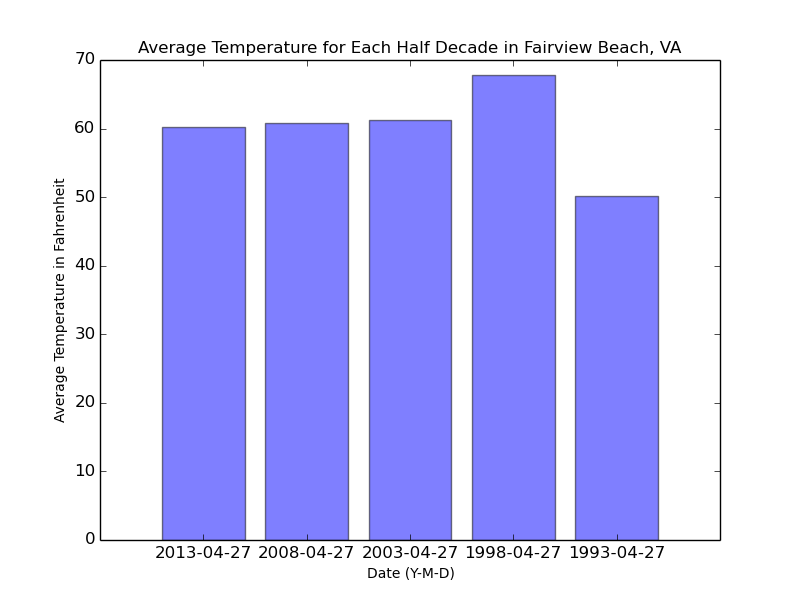 Average Temperature for Each Half Decade in Fairview Beach, VA
70
60
50
40
30
20
10
0
Average Temperature in Fahrenheit
2013-04-27 2008-04-27 2003-04-27 1998-04-27 1993-04-27
Date (Y-M-D)